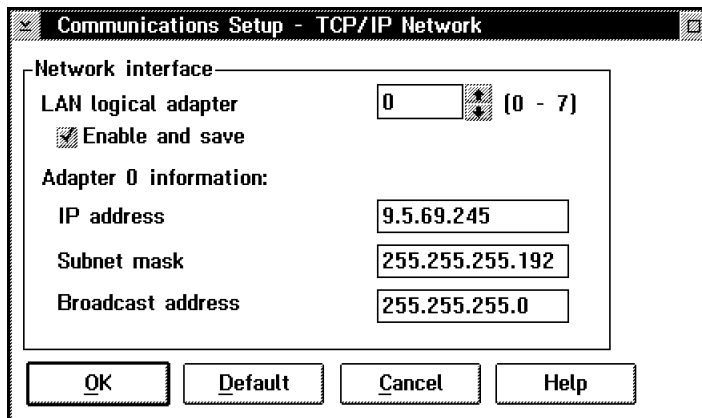 Communications Setup - TCP/IP Network
Network interface
LAN logical adapter 0 (0 - 7)
Enable and save
Adapter 0 information:
IP address 9.5.69.245
Subnet mask 255.255.255.192
Broadcast address 255.255.255.0
OK Default Cancel Help